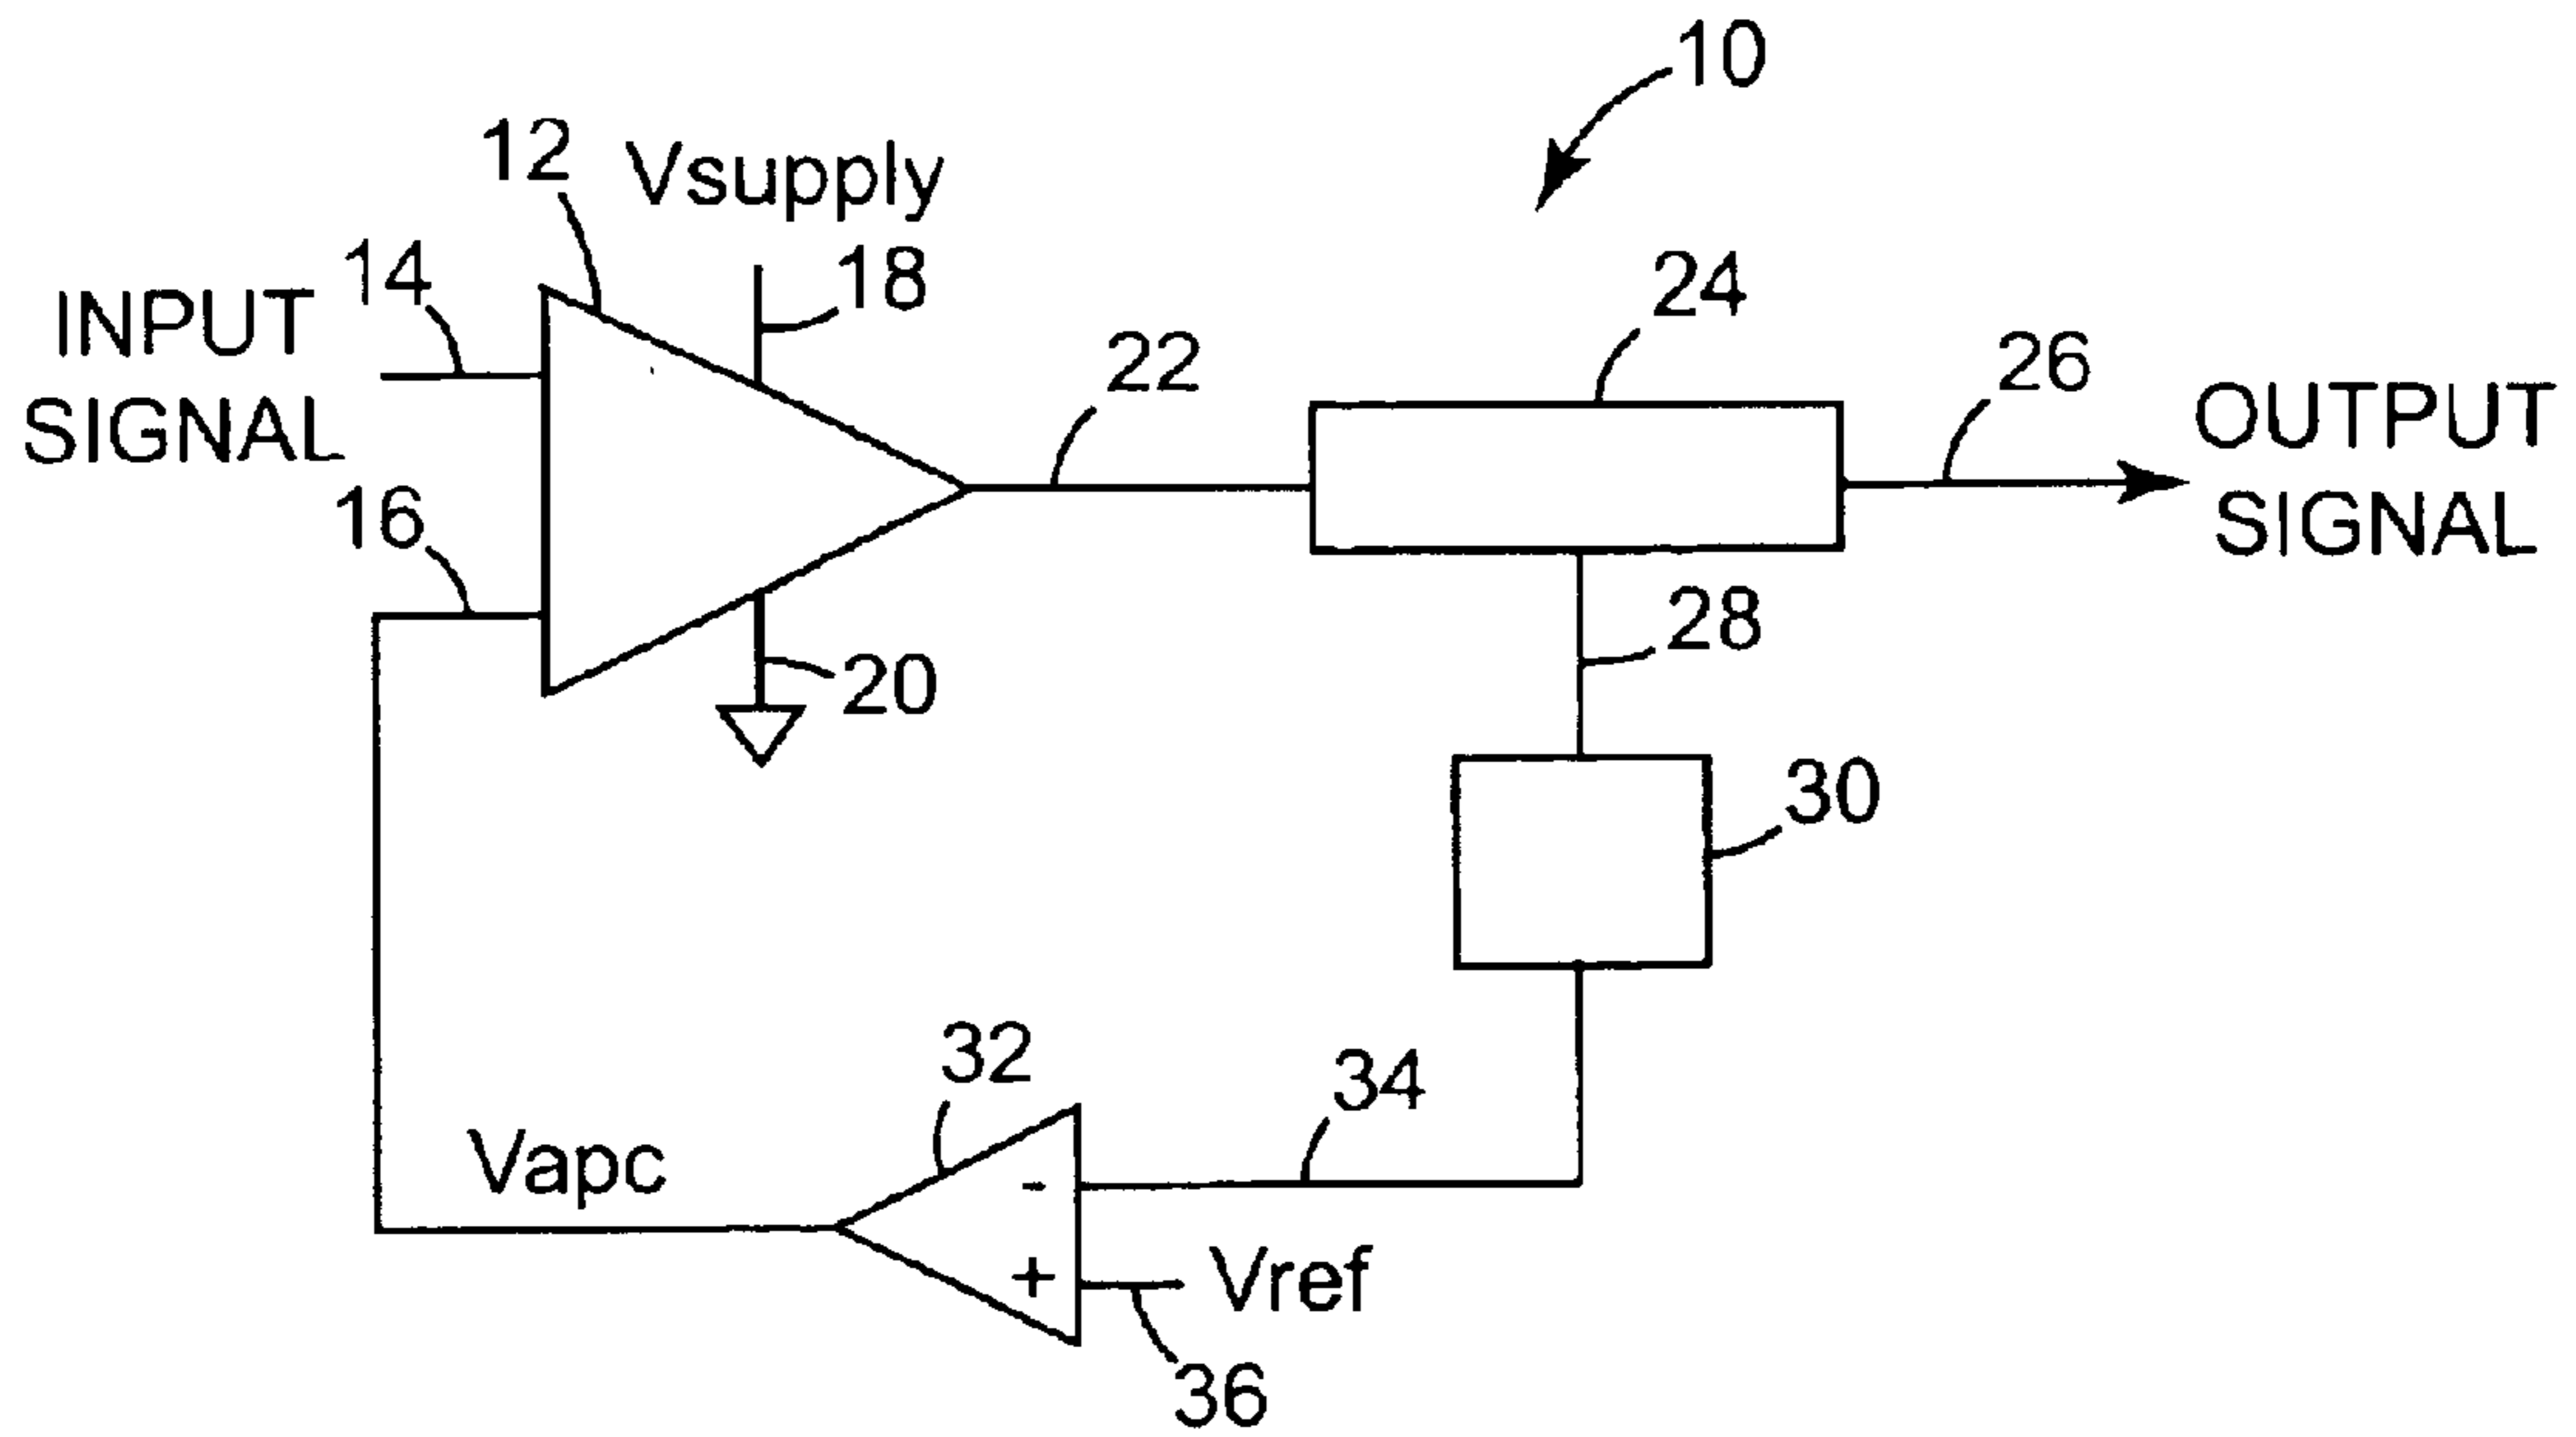 10
12
Vsupply
14
18
INPUT
SIGNAL
24
22
26
OUTPUT
SIGNAL
16
28
20
30
32
34
Vapc
-
+
Vref
36